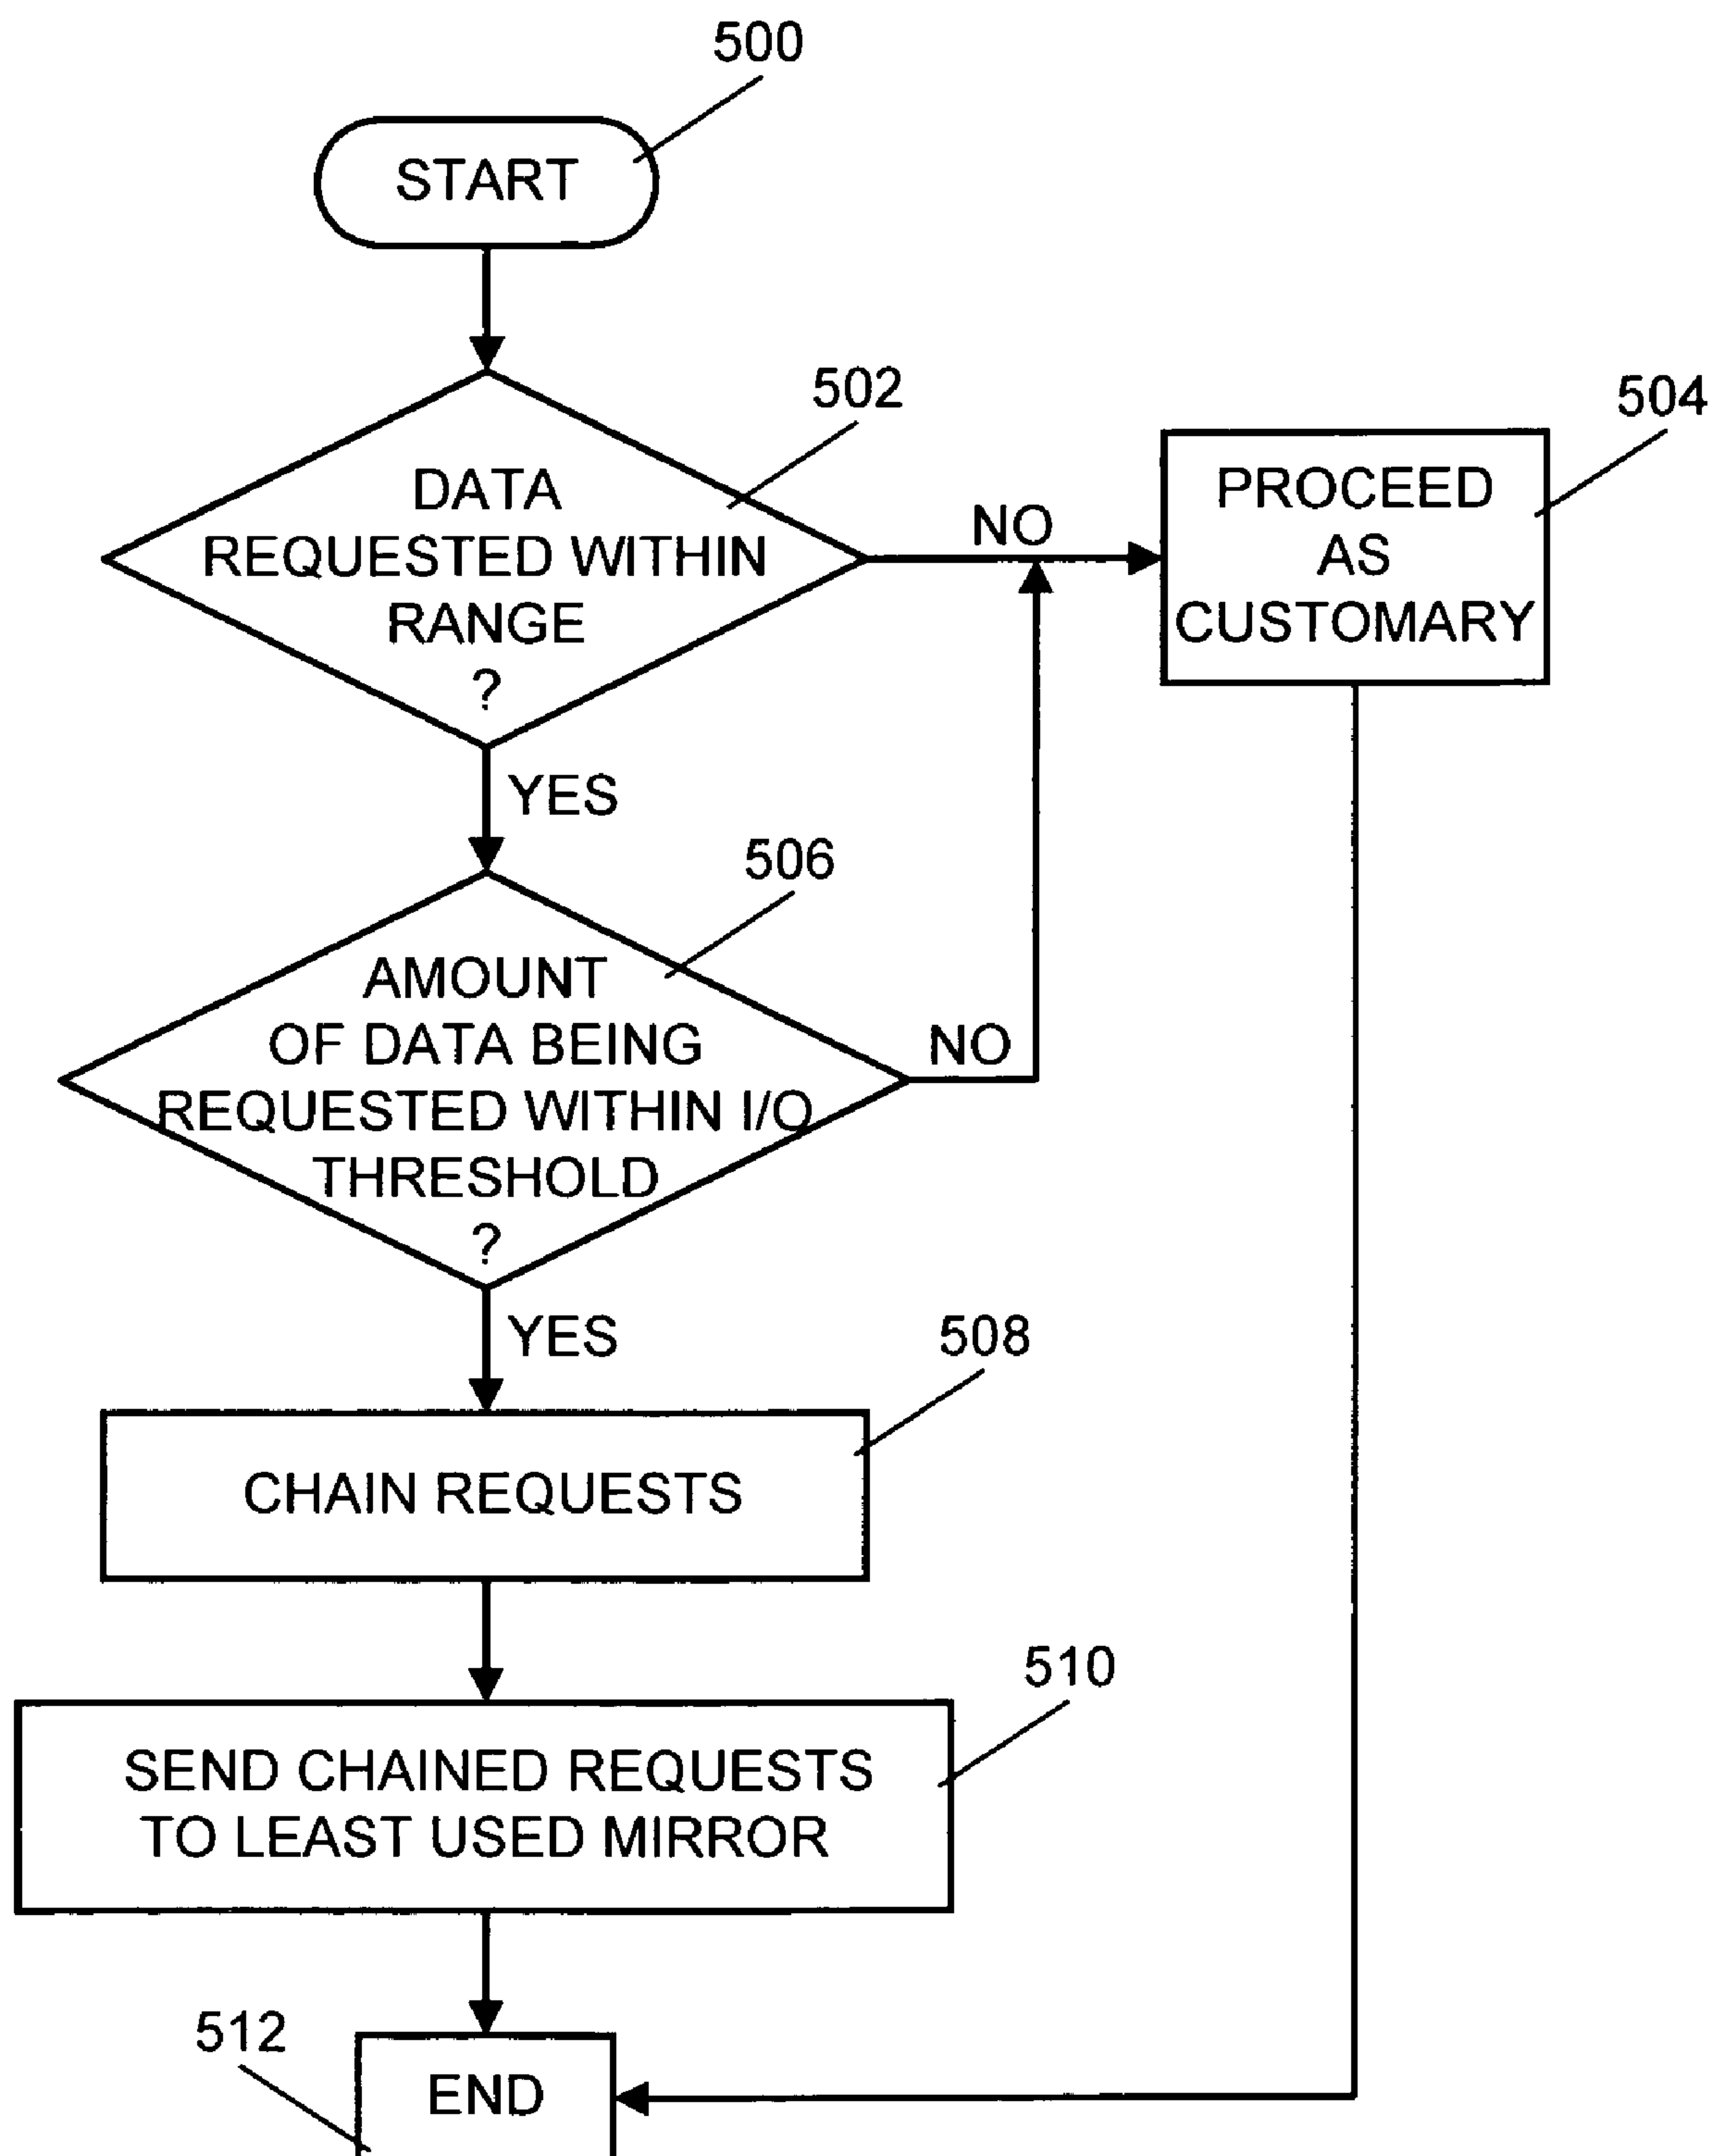 500
START
502
DATA
REQUESTED WITHIN
RANGE
?
NO
504
PROCEED
AS
CUSTOMARY
YES
506
AMOUNT
OF DATA BEING
REQUESTED WITHIN I/O
THRESHOLD
?
NO
YES
508
CHAIN REQUESTS
510
SEND CHAINED REQUESTS
TO LEAST USED MIRROR
512
END